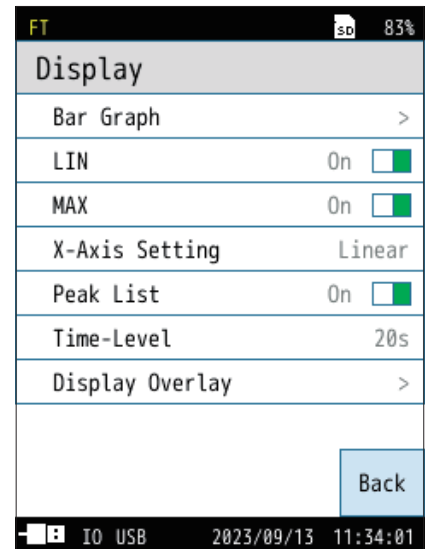 FT SD 83%
Display
Bar Graph >
LIN On
MAX On
X-Axis Setting Linear
Peak List On
Time-Level 20s
Display Overlay >
Back
IO USB 2023/09/13 11:34:01